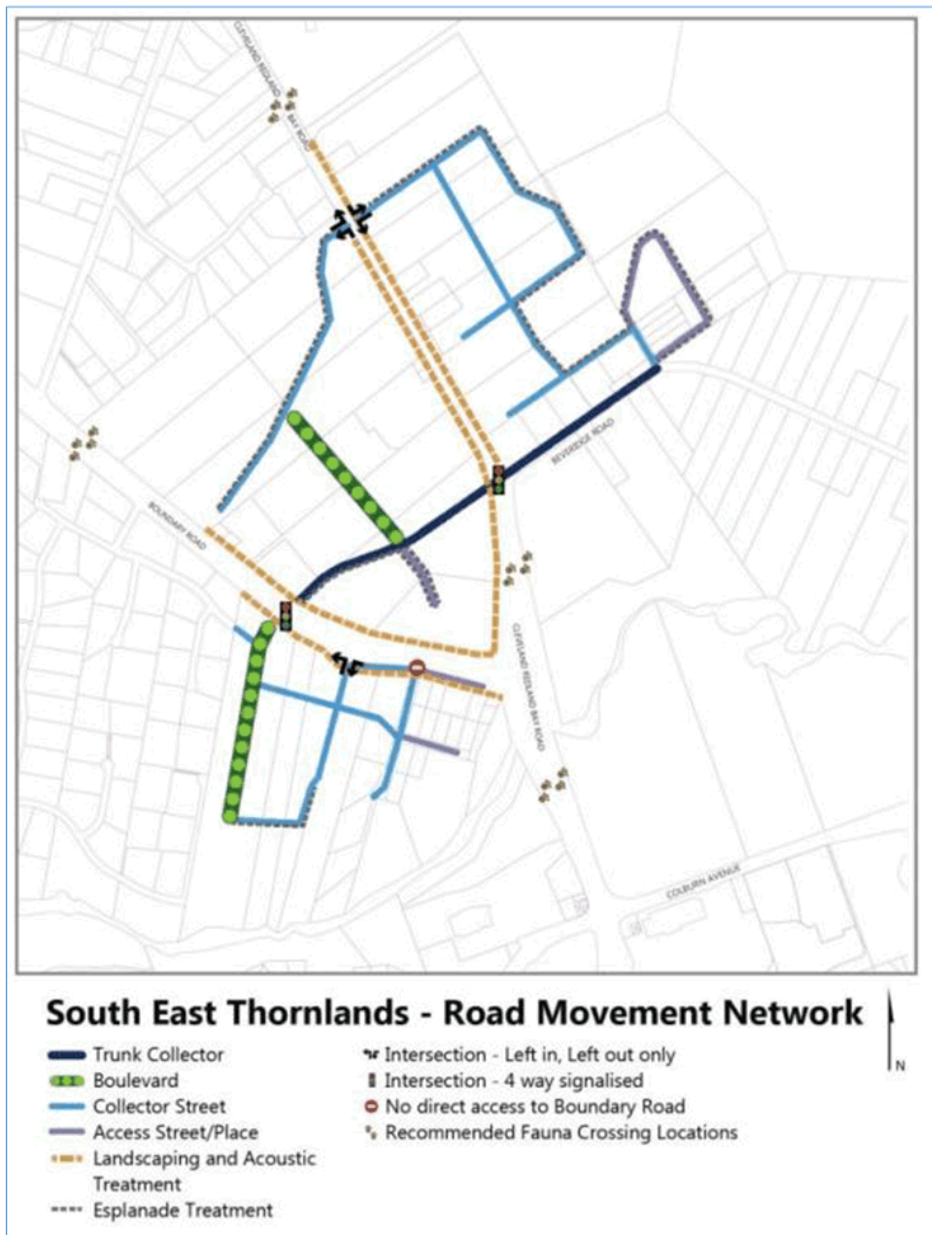 CLEVELAND REDLAND BAY ROAD
BEVERIDGE ROAD
BOUNDARY ROAD
CLEVELAND REDLAND BAY ROAD
COLBURN AVENUE
South East Thornlands - Road Movement Network
Trunk Collector
Boulevard
Collector Street
Access Street/Place
Landscaping and Acoustic
Treatment
Esplanade Treatment
Intersection - Left in, Left out only
Intersection - 4 way signalised
No direct access to Boundary Road
Recommended Fauna Crossing Locations
N